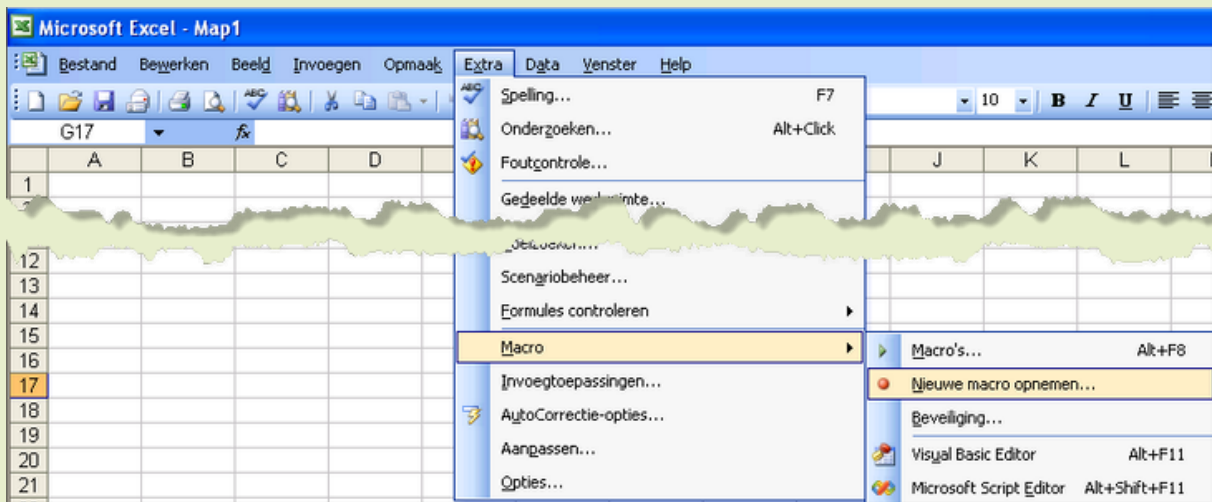 Microsoft Excel - Map1
Bestand Bewerken Beeld Invoegen Opmaak Extra Data Venster Help
Spelling... F7
10 B I U
G17 fx
Onderzoeken... Alt+Click
A B C D J K L
Foutcontrole...
1
Gedeelde werkruimte...
12
Scenariobeheer...
13
14 Formules controleren
15
Macro Macro's... Alt+F8
16
17 Invoegtoepassingen... Nieuwe macro opnemen...
18 AutoCorrectie-opties... Beveiliging...
19
20 Aanpassen... Visual Basic Editor Alt+F11
21 Opties... Microsoft Script Editor Alt+Shift+F11